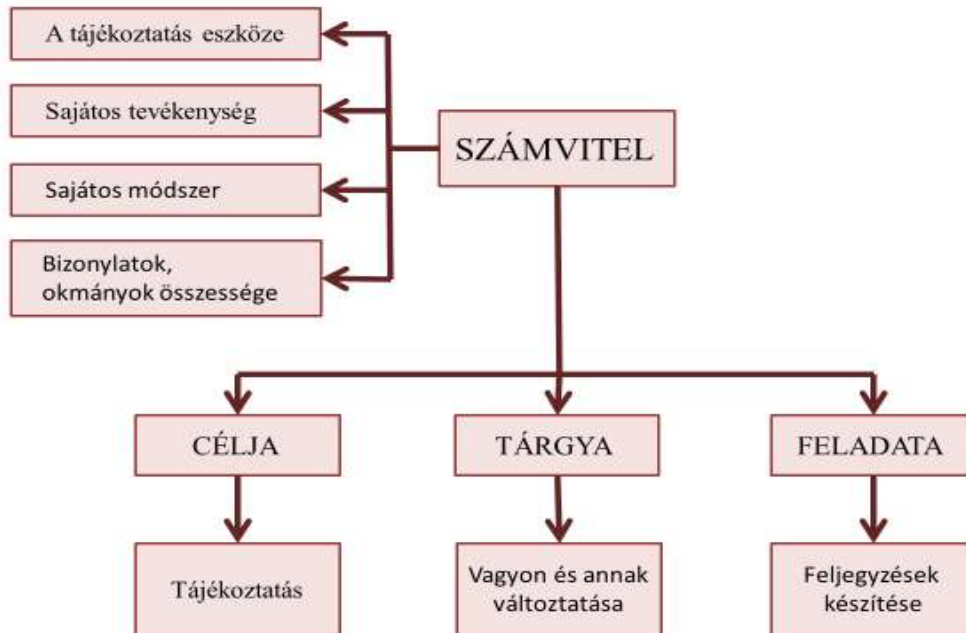 A tájékoztatás eszköze
Sajátos tevékenység
SZÁMVITEL
Sajátos módszer
Bizonylatok,
okmányok összessége
CÉLJA
TÁRGYA
FELADATA
Tájékoztatás
Vagyon és annak
változtatása
Feljegyzések
készítése